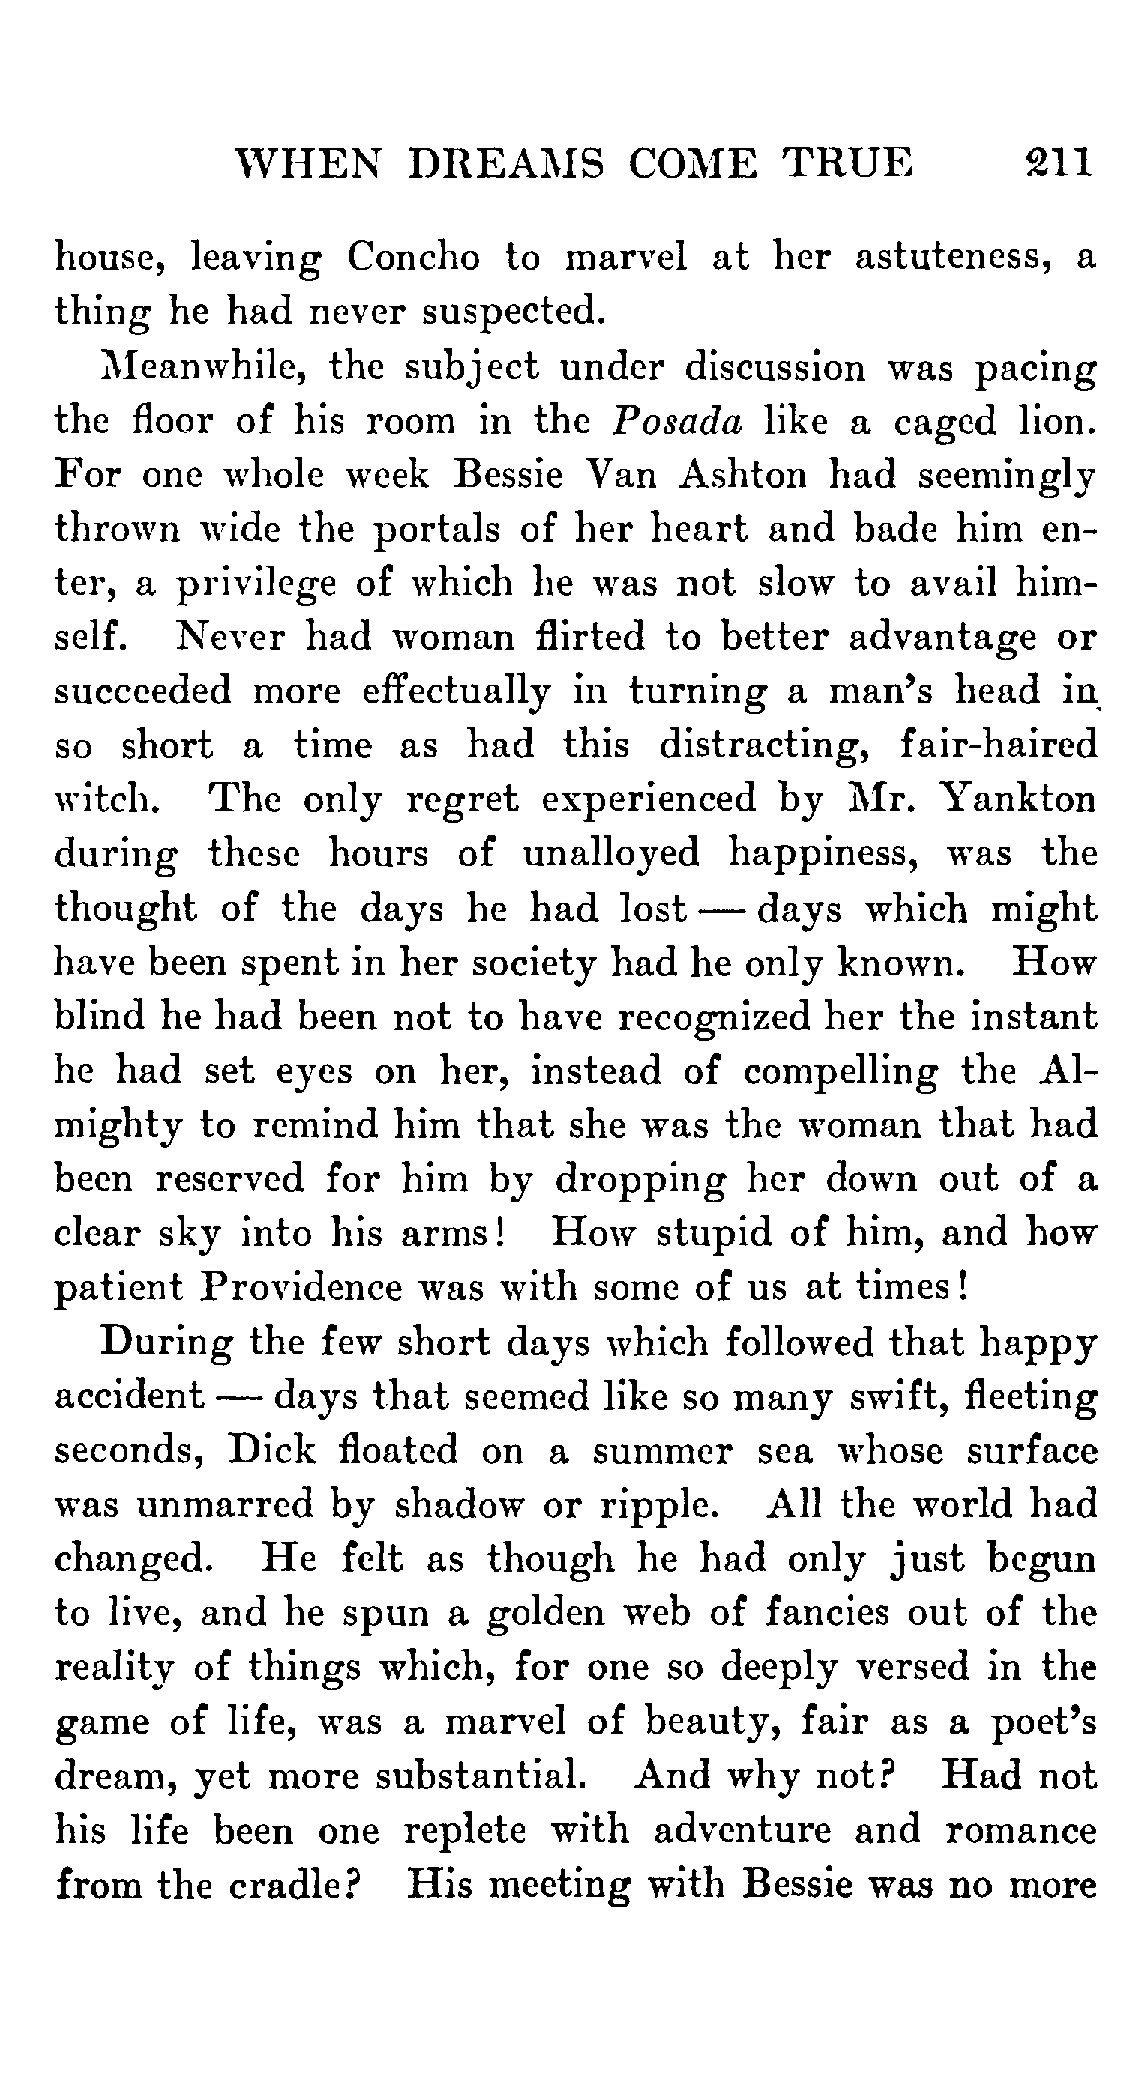 WHEN DREAMS COME TRUE 211
house, leaving Concho to marvel at her astuteness, a
thing he had never suspected.
Meanwhile, the subject under discussion was pacing
the floor of his room in the Posada like a caged lion.
For one whole week Bessie Van Ashton had seemingly
thrown wide the portals of her heart and bade him en-
ter, a privilege of which he was not slow to avail him-
self. Never had woman flirted to better advantage or
succeeded more effectually in turning a man's head in
so short a time as had this distracting, fair-haired
witch. The only regret experienced by Mr. Yankton
during these hours of unalloyed happiness, was the
thought of the days he had lost — days which might
have been spent in her society had he only known. How
blind he had been not to have recognized her the instant
he had set eyes on her, instead of compelling the Al-
mighty to remind him that she was the woman that had
been reserved for him by dropping her down out of a
clear sky into his arms! How stupid of him, and how
patient Providence was with some of us at times!
During the few short days which followed that happy
accident — days that seemed like so many swift, fleeting
seconds, Dick floated on a summer sea whose surface
was unmarred by shadow or ripple. All the world had
changed. He felt as though he had only just begun
to live, and he spun a golden web of fancies out of the
reality of things which, for one so deeply versed in the
game of life, was a marvel of beauty, fair as a poet's
dream, yet more substantial. And why not? Had not
his life been one replete with adventure and romance
from the cradle? His meeting with Bessie was no more